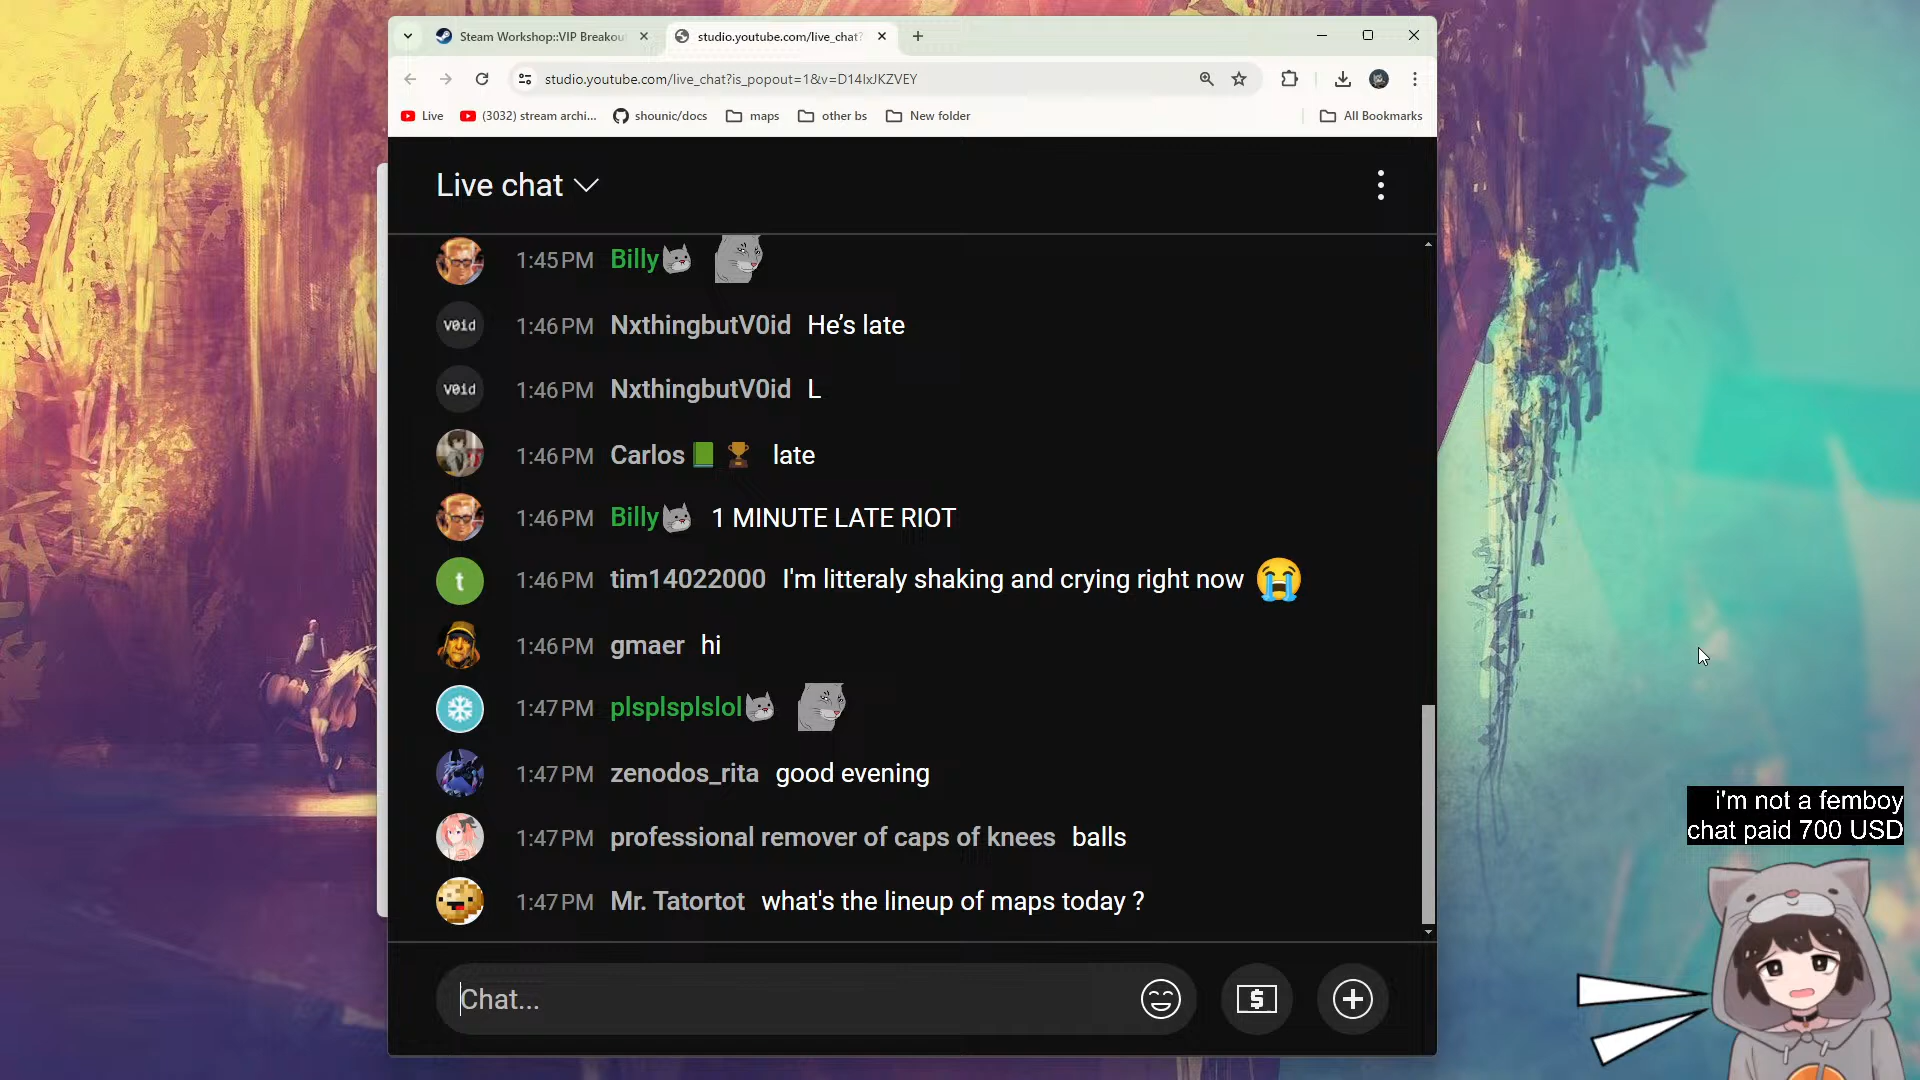 Steam Workshop::VIP Breakou
studio.youtube.com/live_chat?
studio.youtube.com/live_chat?is_popout=1&v=D14IxJKZVEY
Live
(3032) stream archi...
shounic/docs
maps
other bs
New folder
All Bookmarks
Live chat
1:45 PM Billy
V0id 1:46 PM NxthingbutV0id He’s late
V0id 1:46 PM NxthingbutV0id L
1:46 PM Carlos late
1:46 PM Billy 1 MINUTE LATE RIOT
t 1:46 PM tim14022000 I'm litteraly shaking and crying right now
1:46 PM gmaer hi
1:47 PM plsplsplslol
1:47 PM zenodos_rita good evening
1:47 PM professional remover of caps of knees balls
1:47 PM Mr. Tatortot what's the lineup of maps today ?
Chat...
i'm not a femboy
chat paid 700 USD